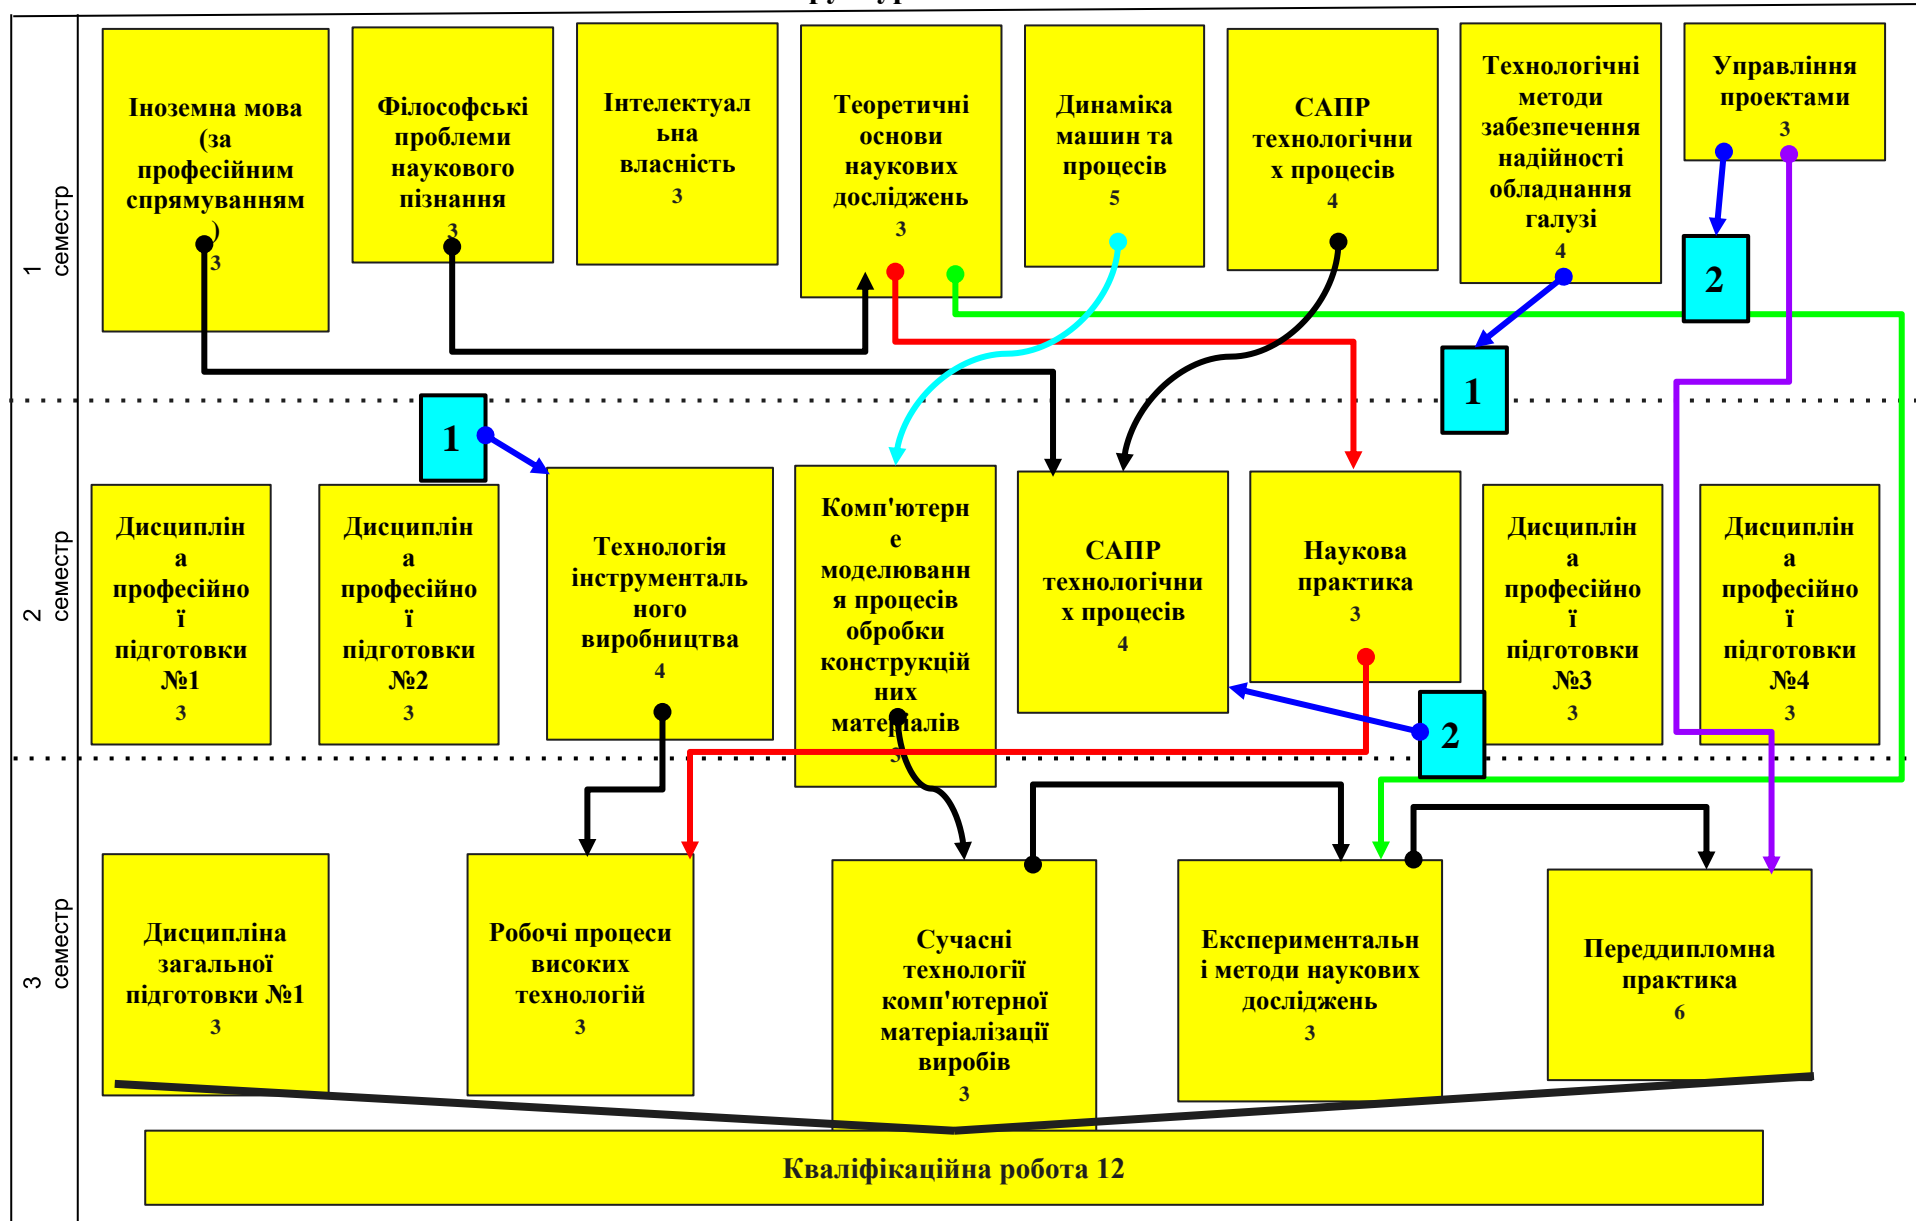 1
семестр
Іноземна мова
(за
професійним
спрямуванням
)
3
Філософські
проблеми
наукового
пізнання
3
Інтелектуал
ьна
власність
3
Теоретичні
основи
наукових
досліджень
3
Динаміка
машин та
процесів
5
САПР
технологічни
х процесів
4
Технологічні
методи
забезпечення
надійності
обладнання
галузі
4
Управління
проектами
3
2
1
1
2
семестр
Дисциплін
а
професійно
ї
підготовки
№1
3
Дисциплін
а
професійно
ї
підготовки
№2
3
Технологія
інструменталь
ного
виробництва
4
Комп'ютерн
е
моделюванн
я процесів
обробки
конструкцій
них
матеріалів
3
САПР
технологічни
х процесів
4
Наукова
практика
3
Дисциплін
а
професійно
ї
підготовки
№3
3
Дисциплін
а
професійно
ї
підготовки
№4
3
2
3
семестр
Дисципліна
загальної
підготовки №1
3
Робочі процеси
високих
технологій
3
Сучасні
технології
комп'ютерної
матеріалізації
виробів
3
Експериментальн
і методи наукових
досліджень
3
Переддипломна
практика
6
Кваліфікаційна робота 12